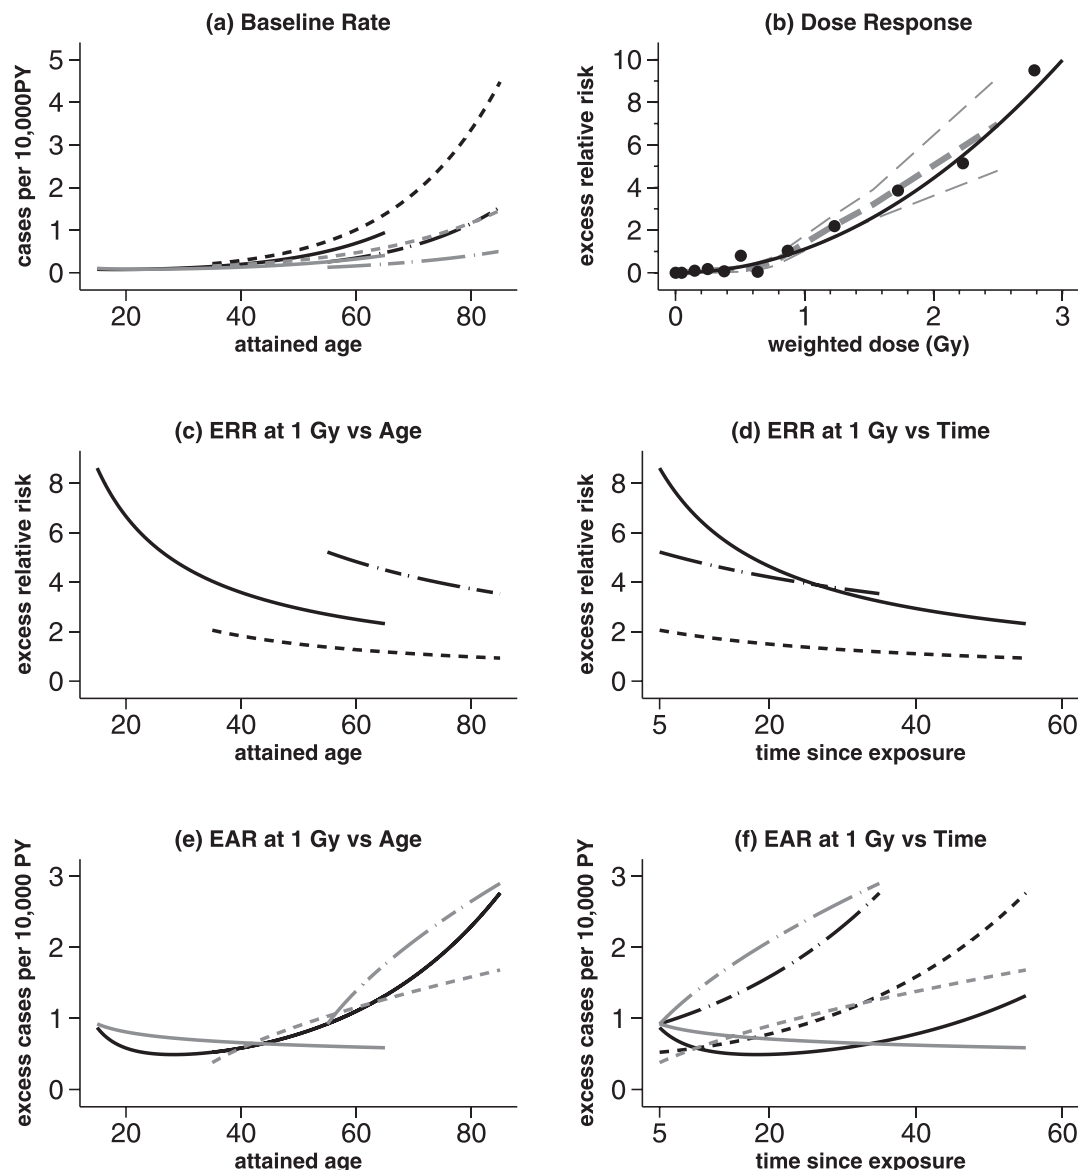 (a) Baseline Rate
cases per 10,000PY
5
4
3
2
1
0
20 40 60 80
attained age
(b) Dose Response
excess relative risk
10
8
6
4
2
0
0 1 2 3
weighted dose (Gy)
(c) ERR at 1 Gy vs Age
excess relative risk
8
6
4
2
0
20 40 60 80
attained age
(d) ERR at 1 Gy vs Time
excess relative risk
8
6
4
2
0
5 20 40 60
time since exposure
(e) EAR at 1 Gy vs Age
excess cases per 10,000 PY
3
2
1
0
20 40 60 80
attained age
(f) EAR at 1 Gy vs Time
excess cases per 10,000 PY
3
2
1
0
5 20 40 60
time since exposure